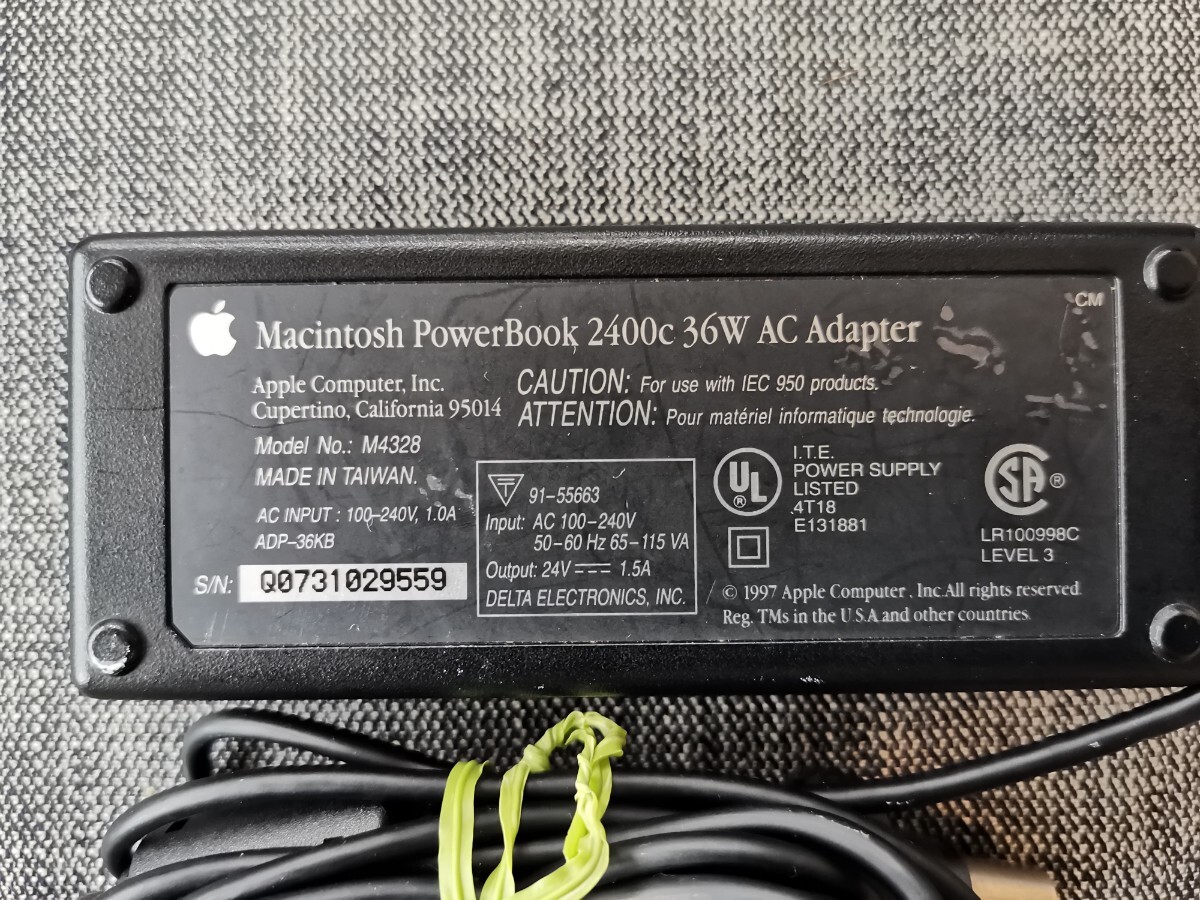 CM
Macintosh PowerBook 2400c 36W AC Adapter
Apple Computer, Inc.
Cupertino, California 95014
CAUTION: For use with IEC 950 products.
ATTENTION: Pour matériel informatique technologie.
Model No.: M4328
MADE IN TAIWAN.
AC INPUT : 100-240V, 1.0A
ADP-36KB
S/N: Q0731029559
T
91-55663
Input: AC 100-240V
50-60 Hz 65-115 VA
Output: 24V 1.5A
DELTA ELECTRONICS, INC.
UL ®
I.T.E.
POWER SUPPLY
LISTED
4T18
E131881
SA ®
LR100998C
LEVEL 3
© 1997 Apple Computer, Inc. All rights reserved.
Reg. TMs in the U.S.A and other countries.